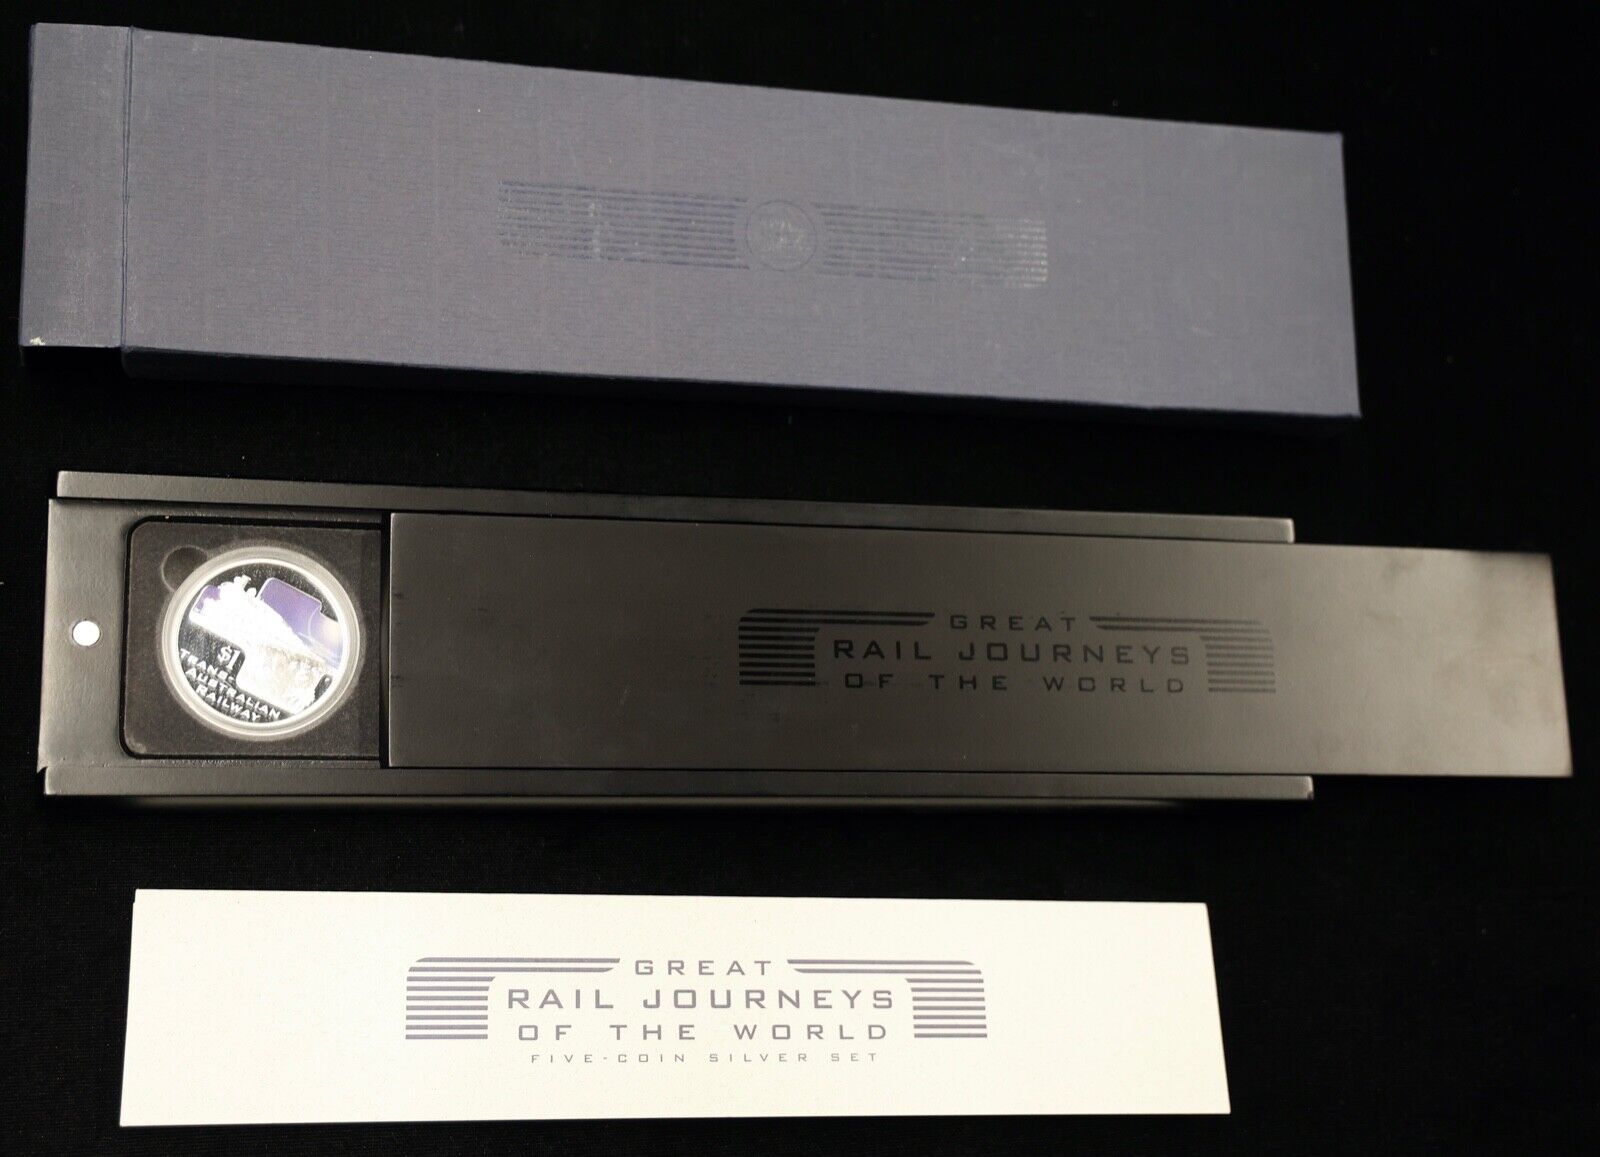 $1
TRANS-
AUSTRALIAN
RAILWAY
GREAT
RAIL JOURNEYS
OF THE WORLD
GREAT
RAIL JOURNEYS
OF THE WORLD
FIVE-COIN SILVER SET